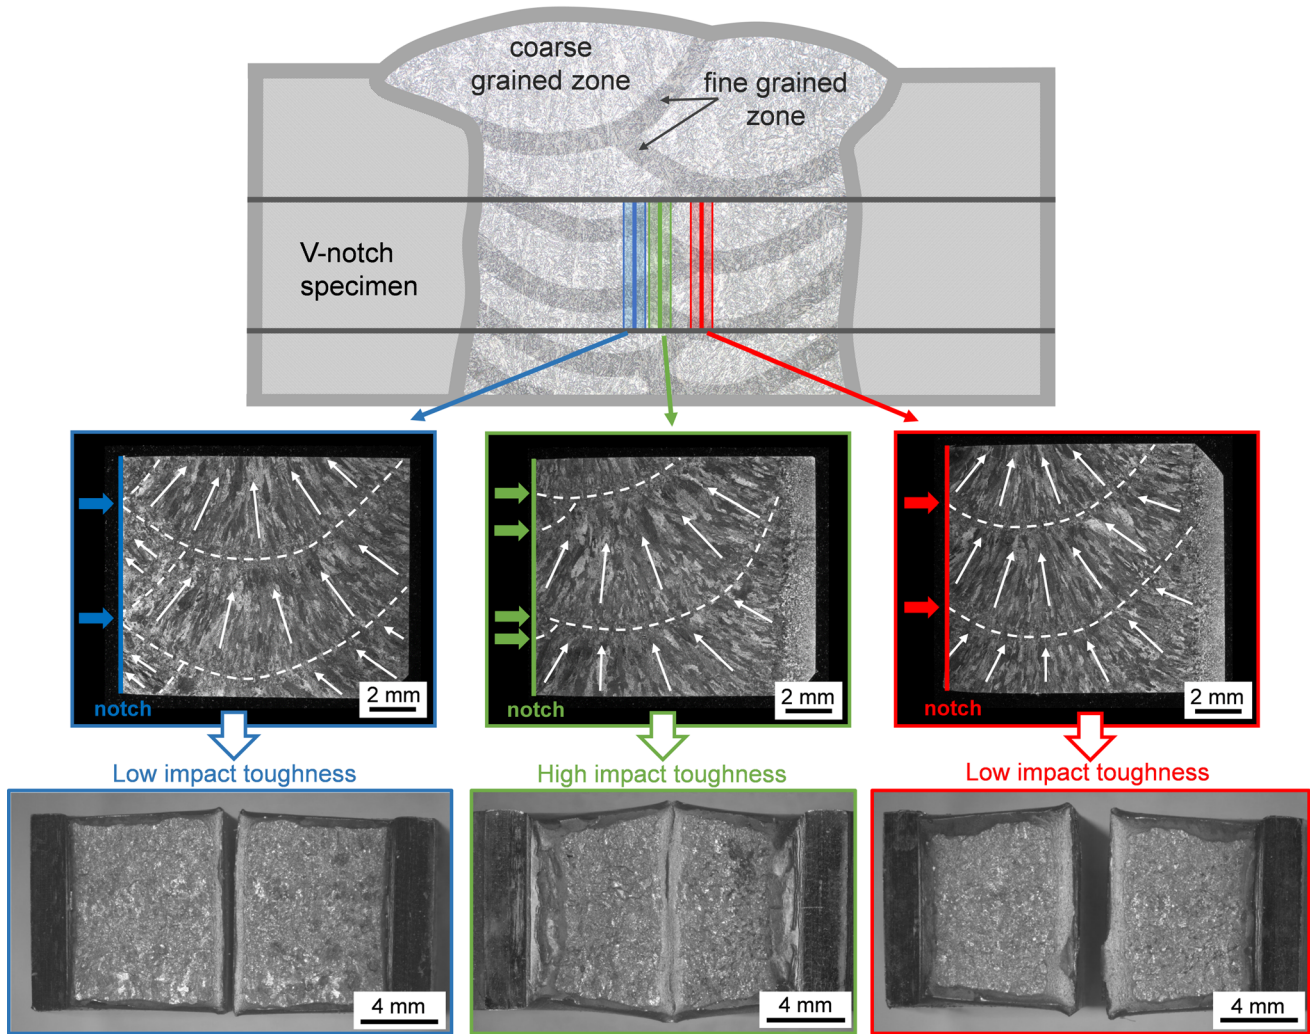 coarse
grained zone
fine grained
zone
V-notch
specimen
2 mm
notch
2 mm
notch
2 mm
notch
Low impact toughness
High impact toughness
Low impact toughness
4 mm
4 mm
4 mm